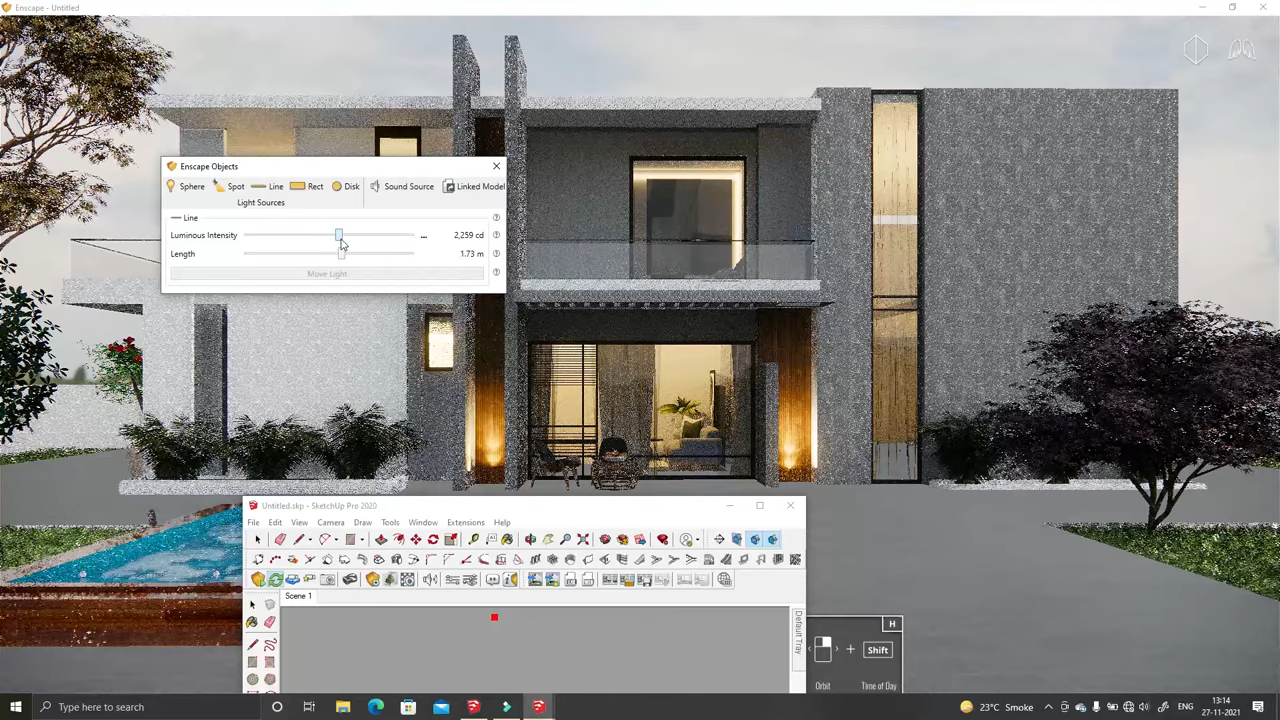 Enscape - Untitled
Enscape Objects
Sphere Spot Line Rect Disk Sound Source Linked Model
Light Sources
Line
Luminous Intensity ... 2,259 cd
Length 1.73 m
Move Light
Untitled.skp - SketchUp Pro 2020
File Edit View Camera Draw Tools Window Extensions Help
Scene 1
Default Tray
H
+ Shift
Orbit Time of Day
Type here to search
23°C Smoke
ENG
13:14
27-11-2021